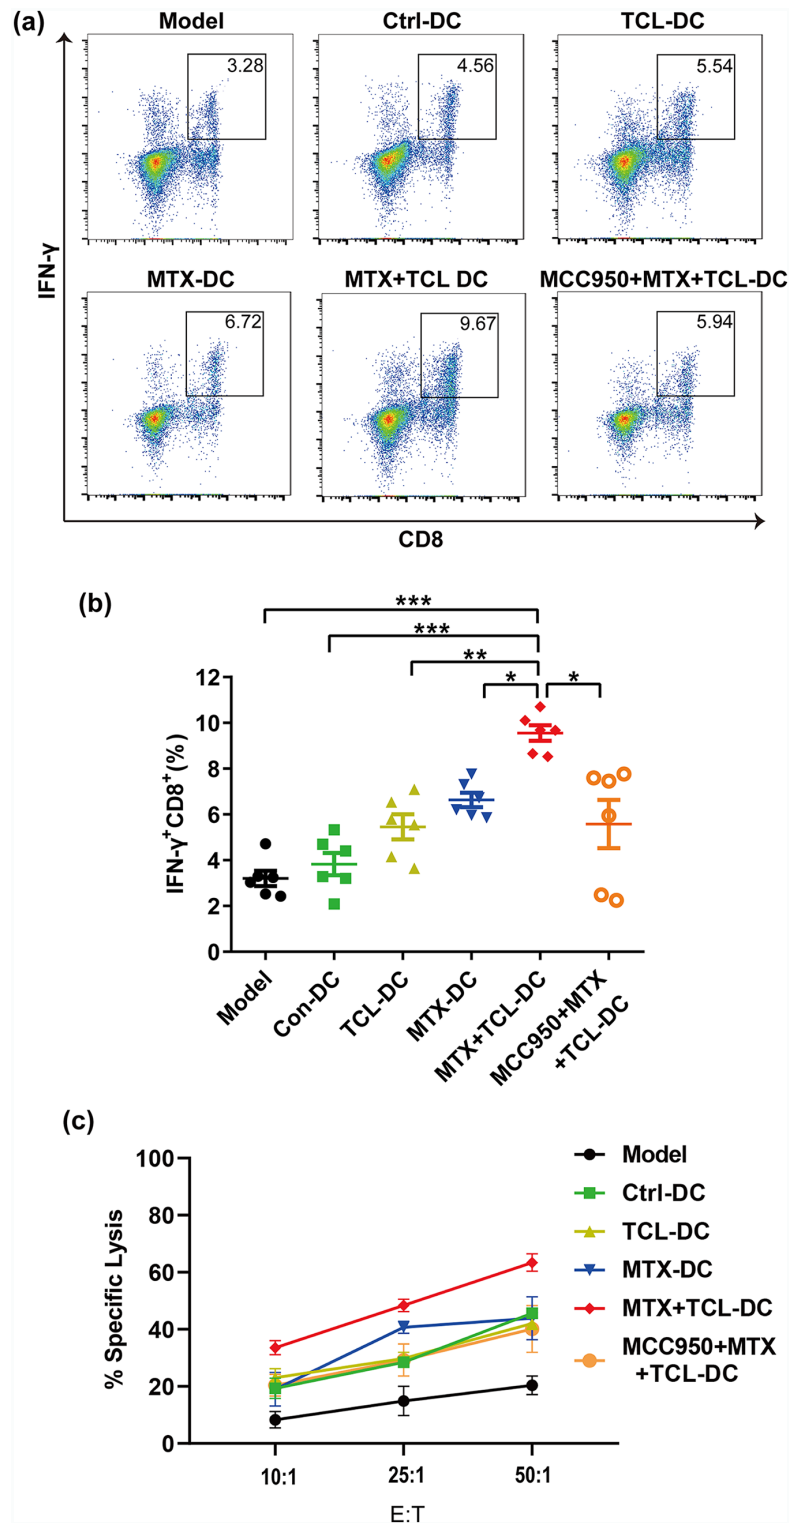 (a)
Model
Ctrl-DC
TCL-DC
3.28
4.56
5.54
IFN-γ
MTX-DC
MTX+TCL DC
MCC950+MTX+TCL-DC
6.72
9.67
5.94
CD8
(b)
***
***
**
*
*
IFN-γ⁺CD8⁺(%)
12
10
8
6
4
2
0
Model
Con-DC
TCL-DC
MTX-DC
MTX+TCL-DC
MCC950+MTX
+TCL-DC
(c)
% Specific Lysis
100
80
60
40
20
0
10:1
25:1
50:1
E:T
Model
Ctrl-DC
TCL-DC
MTX-DC
MTX+TCL-DC
MCC950+MTX
+TCL-DC